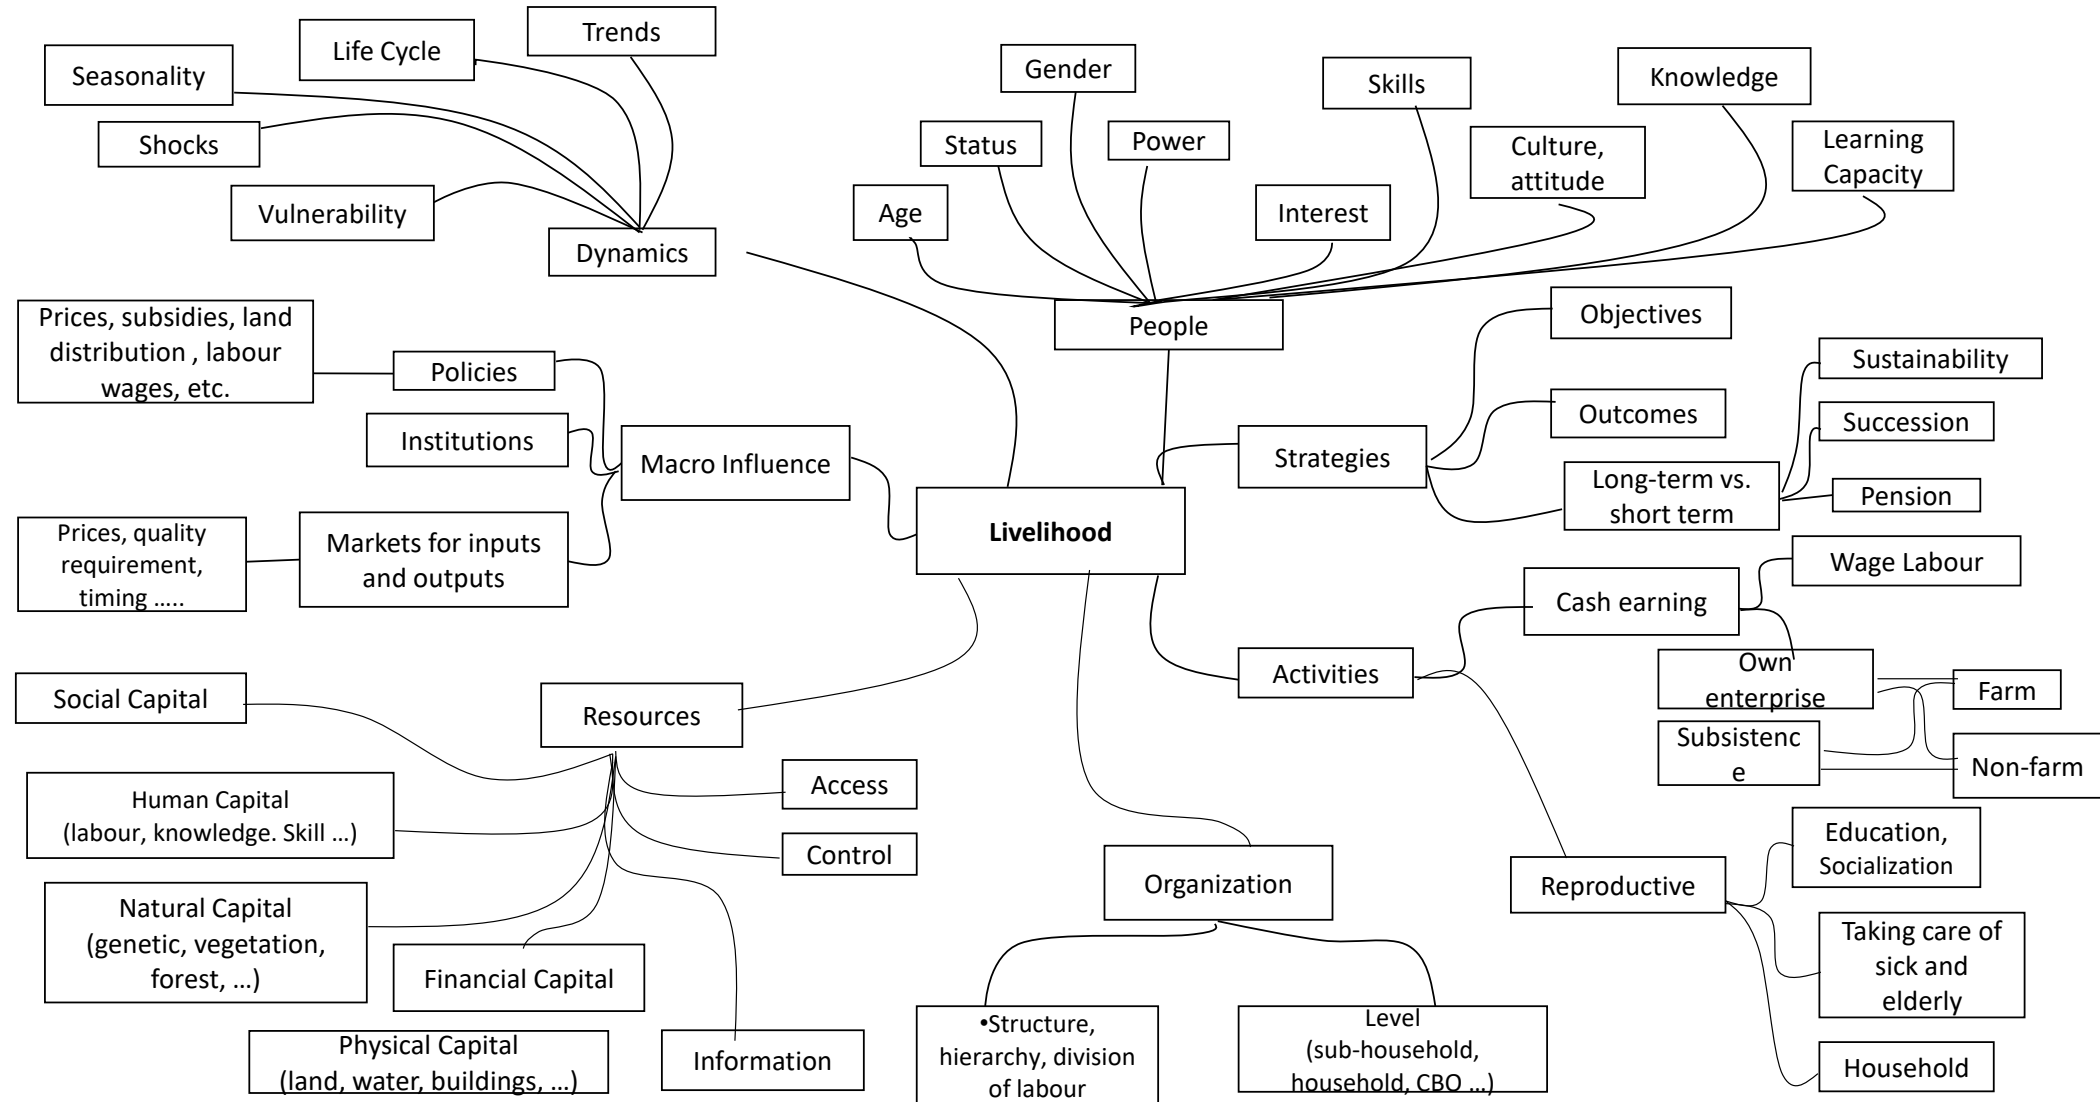 Trends
Life Cycle
Seasonality
Shocks
Vulnerability
Dynamics
Gender
Skills
Knowledge
Status
Power
Culture,
attitude
Learning
Capacity
Age
Interest
People
Prices, subsidies, land
distribution , labour
wages, etc.
Policies
Institutions
Macro Influence
Prices, quality
requirement,
timing …..
Markets for inputs
and outputs
Livelihood
Strategies
Objectives
Outcomes
Long-term vs.
short term
Sustainability
Succession
Pension
Activities
Cash earning
Wage Labour
Own
enterprise
Subsistenc
e
Farm
Non-farm
Reproductive
Education,
Socialization
Taking care of
sick and
elderly
Household
Resources
Social Capital
Human Capital
(labour, knowledge. Skill …)
Natural Capital
(genetic, vegetation,
forest, …)
Financial Capital
Physical Capital
(land, water, buildings, …)
Information
Access
Control
Organization
•Structure,
hierarchy, division
of labour
Level
(sub-household,
household, CBO …)